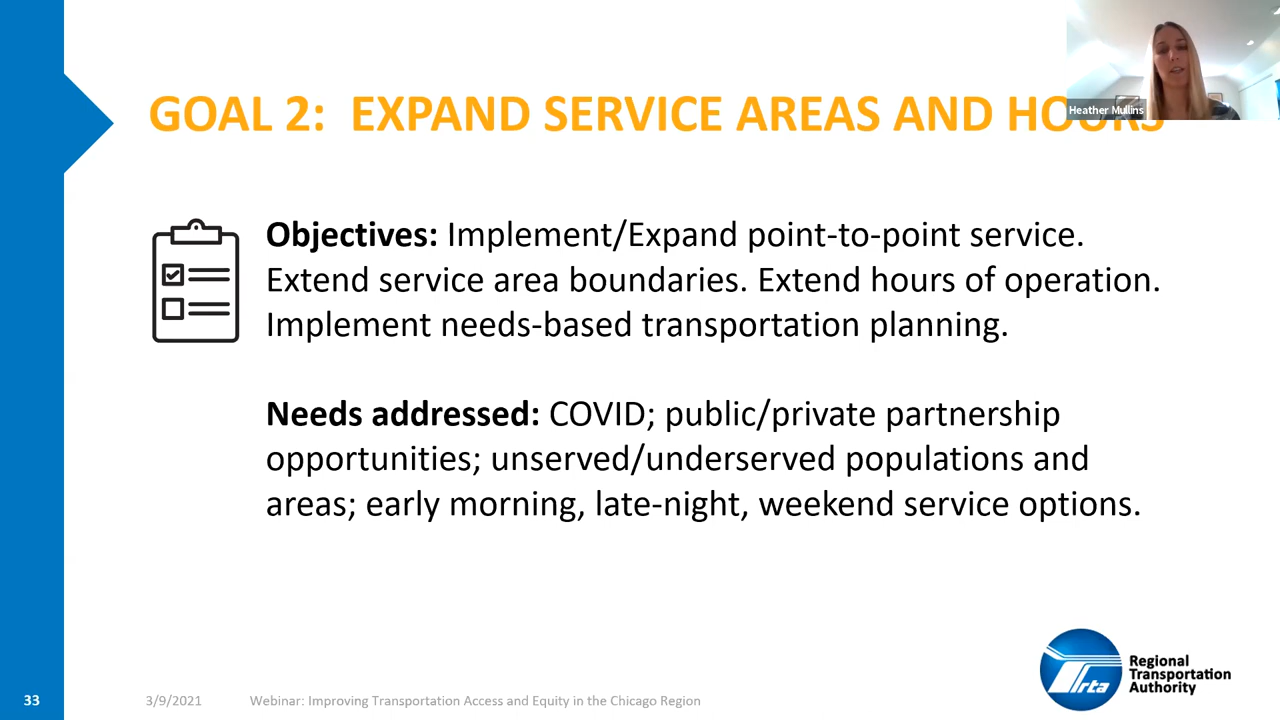 Heather Mullins
GOAL 2: EXPAND SERVICE AREAS AND HOURS
Objectives: Implement/Expand point-to-point service.
Extend service area boundaries. Extend hours of operation.
Implement needs-based transportation planning.
Needs addressed: COVID; public/private partnership
opportunities; unserved/underserved populations and
areas; early morning, late-night, weekend service options.
rta
Regional
Transportation
Authority
33
3/9/2021
Webinar: Improving Transportation Access and Equity in the Chicago Region